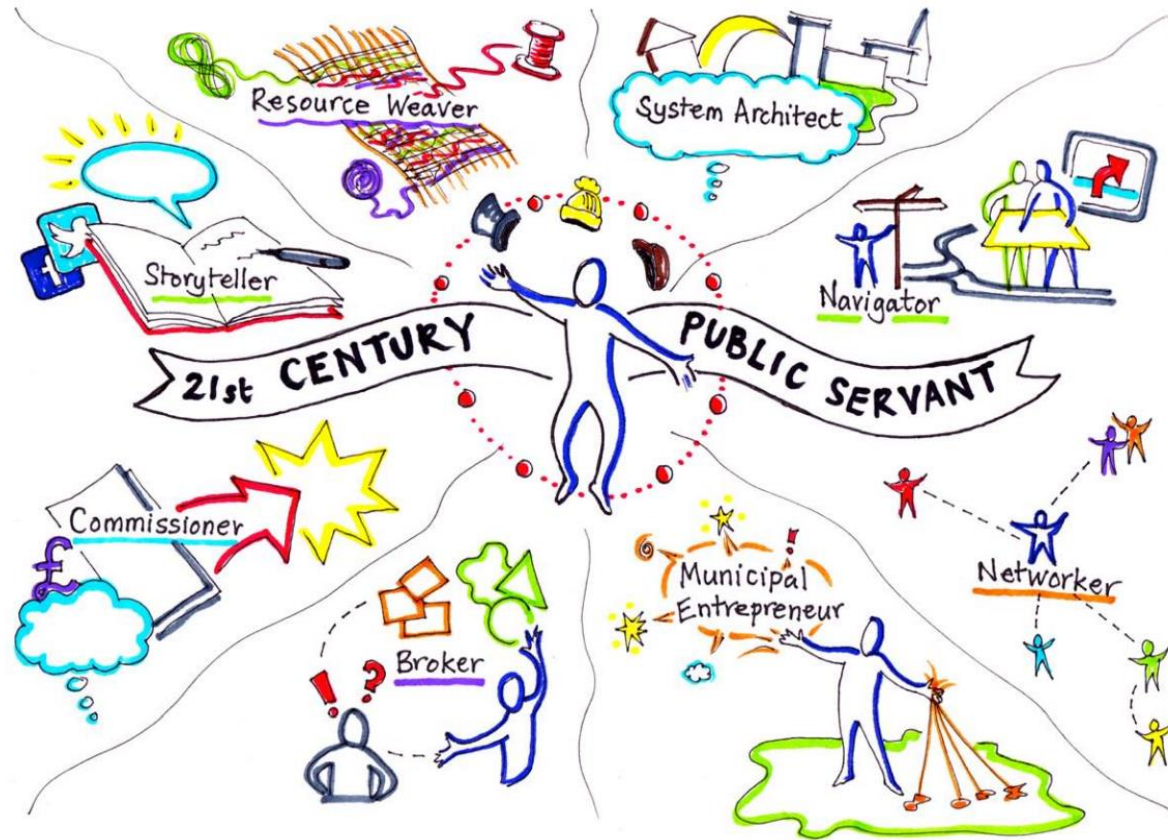 Resource Weaver
System Architect
Storyteller
Navigator
21st CENTURY PUBLIC SERVANT
Commissioner
£
Broker
! ?
Municipal
Entrepreneur
!
Networker